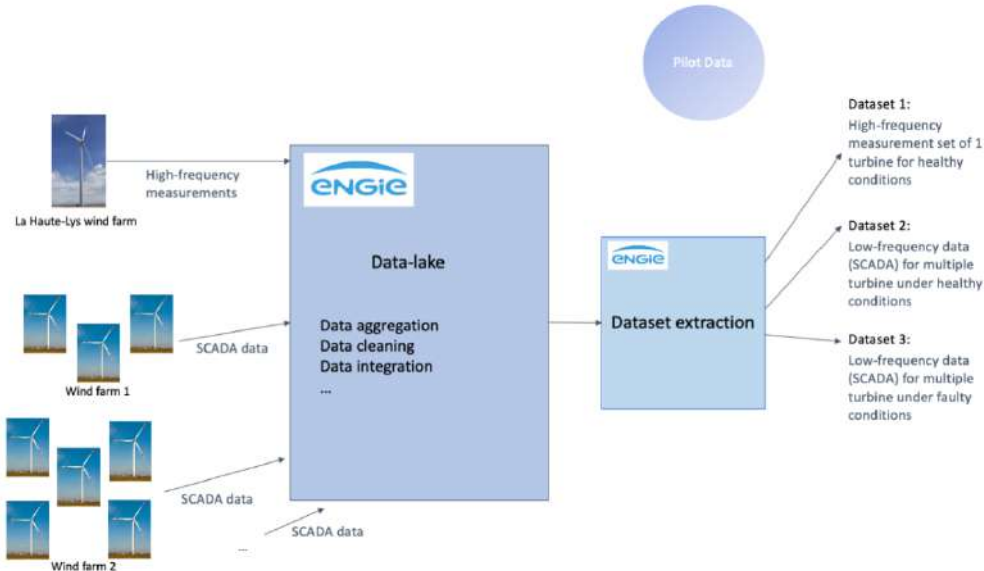 Pilot Data
La Haute-Lys wind farm
High-frequency
measurements
Wind farm 1
SCADA data
Wind farm 2
SCADA data
...
SCADA data
ENGIE
Data-lake
Data aggregation
Data cleaning
Data integration
...
ENGIE
Dataset extraction
Dataset 1:
High-frequency
measurement set of 1
turbine for healthy
conditions
Dataset 2:
Low-frequency data
(SCADA) for multiple
turbine under healthy
conditions
Dataset 3:
Low-frequency data
(SCADA) for multiple
turbine under faulty
conditions